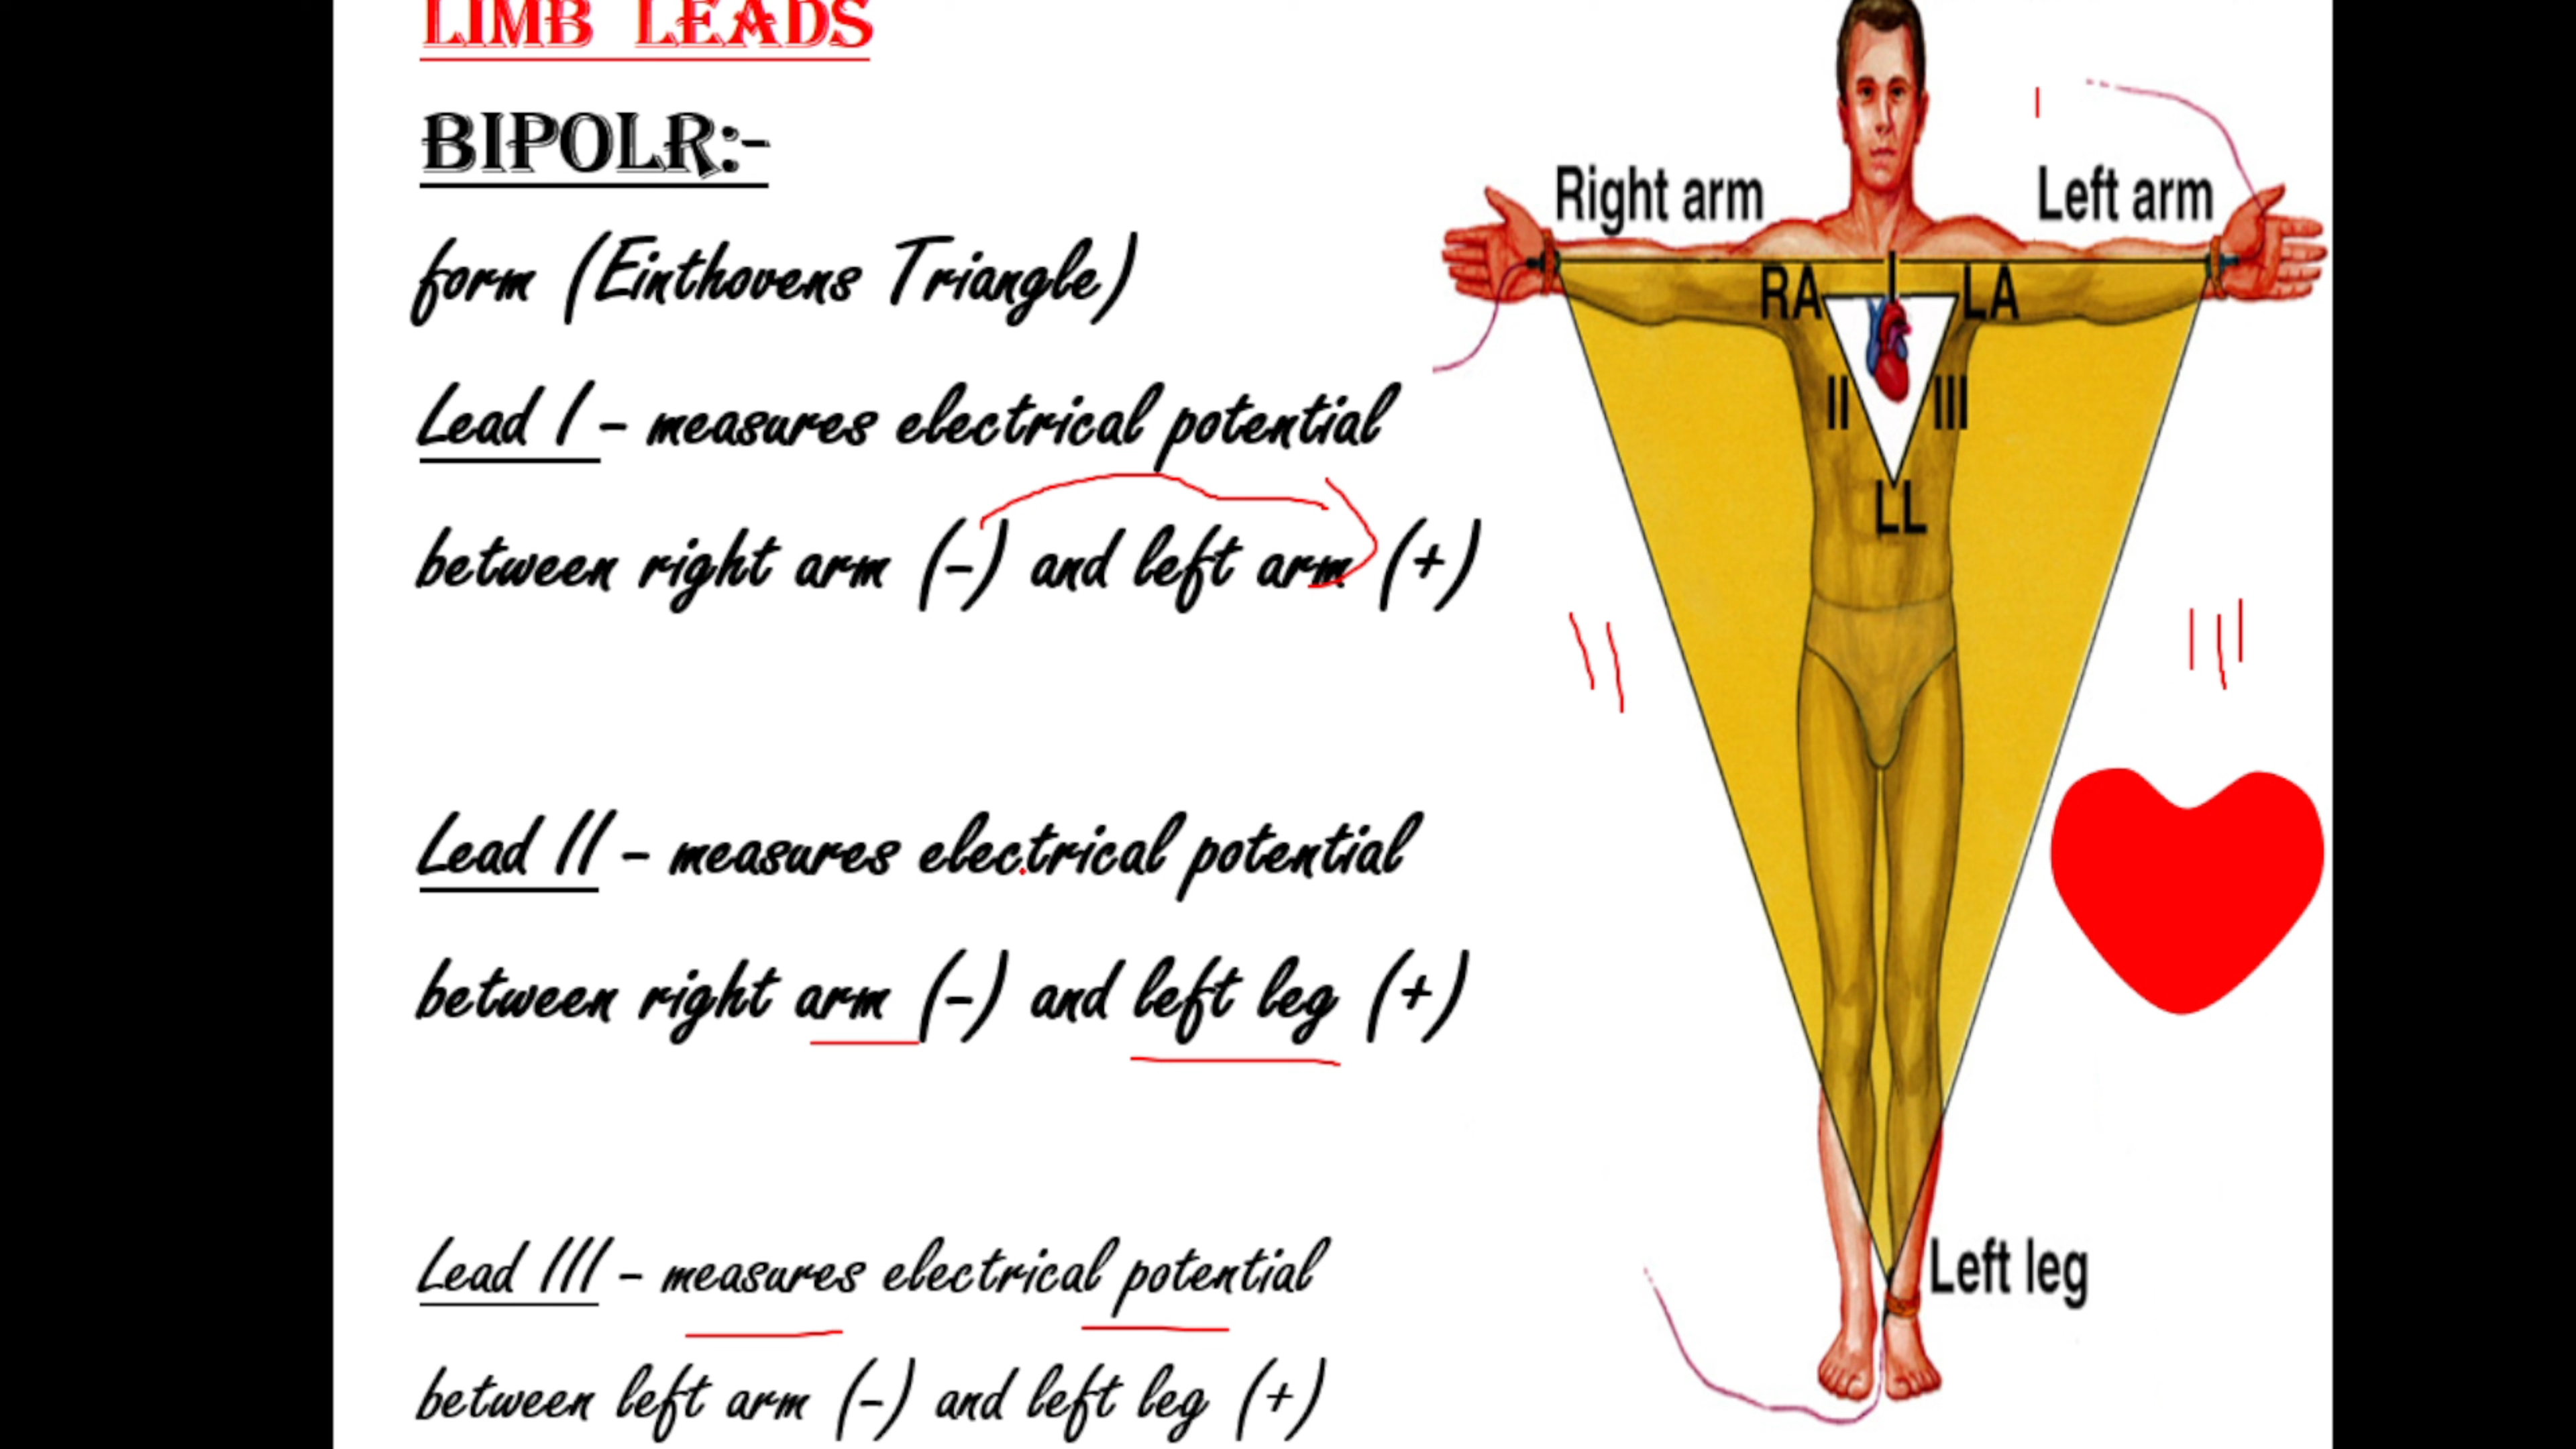 LIMB LEADS
BIPOLR:-
form (Einthovens Triangle)
Lead I - measures electrical potential
between right arm (-) and left arm (+)
Lead II - measures electrical potential
between right arm (-) and left leg (+)
Lead III - measures electrical potential
between left arm (-) and left leg (+)
I
Right arm
Left arm
RA
I
LA
II
III
LL
II
III
Left leg